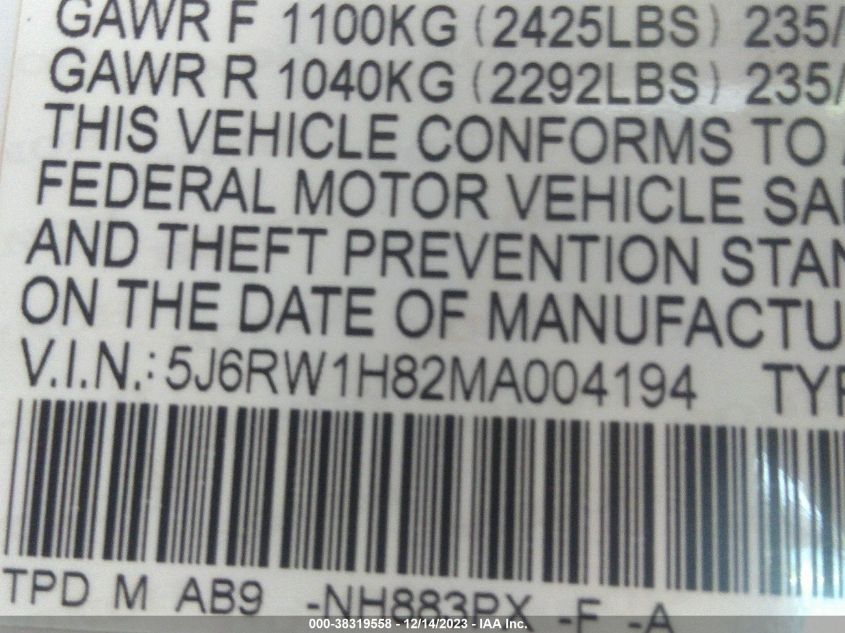 GAWR F 1100KG (2425LBS) 235/
GAWR R 1040KG (2292LBS) 235/
THIS VEHICLE CONFORMS TO A
FEDERAL MOTOR VEHICLE SA
AND THEFT PREVENTION STAN
ON THE DATE OF MANUFACTU
V.I.N.: 5J6RW1H82MA004194 TYP
TPD M AB9 -NH883PX -F -A
000-38319558 - 12/14/2023 - IAA Inc.